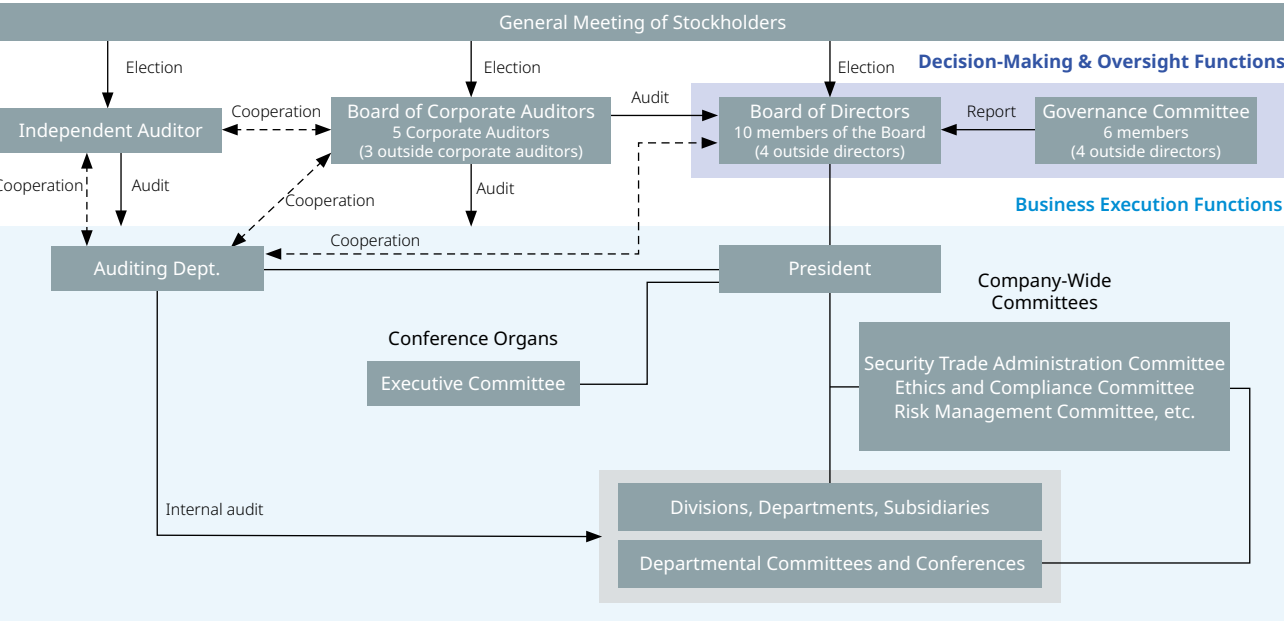 General Meeting of Stockholders
Election
Election
Election
Decision-Making & Oversight Functions
Independent Auditor
Cooperation
Board of Corporate Auditors
5 Corporate Auditors
(3 outside corporate auditors)
Audit
Board of Directors
10 members of the Board
(4 outside directors)
Report
Governance Committee
6 members
(4 outside directors)
Cooperation
Audit
Cooperation
Audit
Business Execution Functions
Cooperation
Auditing Dept.
President
Company-Wide
Committees
Conference Organs
Executive Committee
Security Trade Administration Committee
Ethics and Compliance Committee
Risk Management Committee, etc.
Internal audit
Divisions, Departments, Subsidiaries
Departmental Committees and Conferences